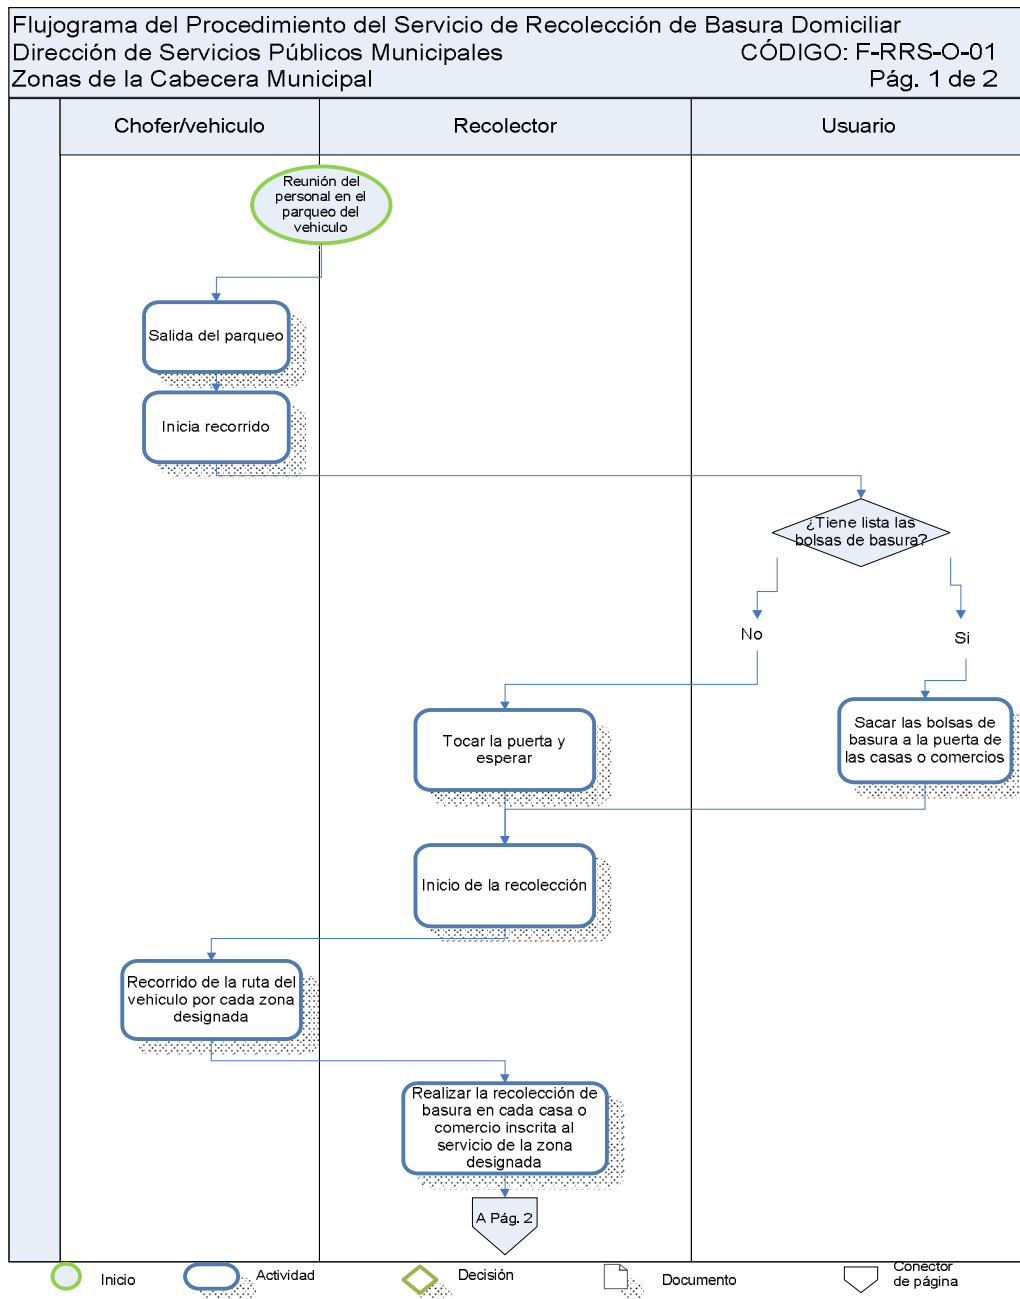 Flujograma del Procedimiento del Servicio de Recolección de Basura Domiciliar
Dirección de Servicios Públicos Municipales
CÓDIGO: F-RRS-O-01
Zonas de la Cabecera Municipal
Pág. 1 de 2
Chofer/vehiculo
Recolector
Usuario
Reunión del
personal en el
parqueo del
vehiculo
Salida del parqueo
Inicia recorrido
¿Tiene lista las
bolsas de basura?
No
Si
Tocar la puerta y
esperar
Sacar las bolsas de
basura a la puerta de
las casas o comercios
Inicio de la recolección
Recorrido de la ruta del
vehiculo por cada zona
designada
Realizar la recolección de
basura en cada casa o
comercio inscrita al
servicio de la zona
designada
A Pág. 2
Inicio
Actividad
Decisión
Documento
Conector
de página